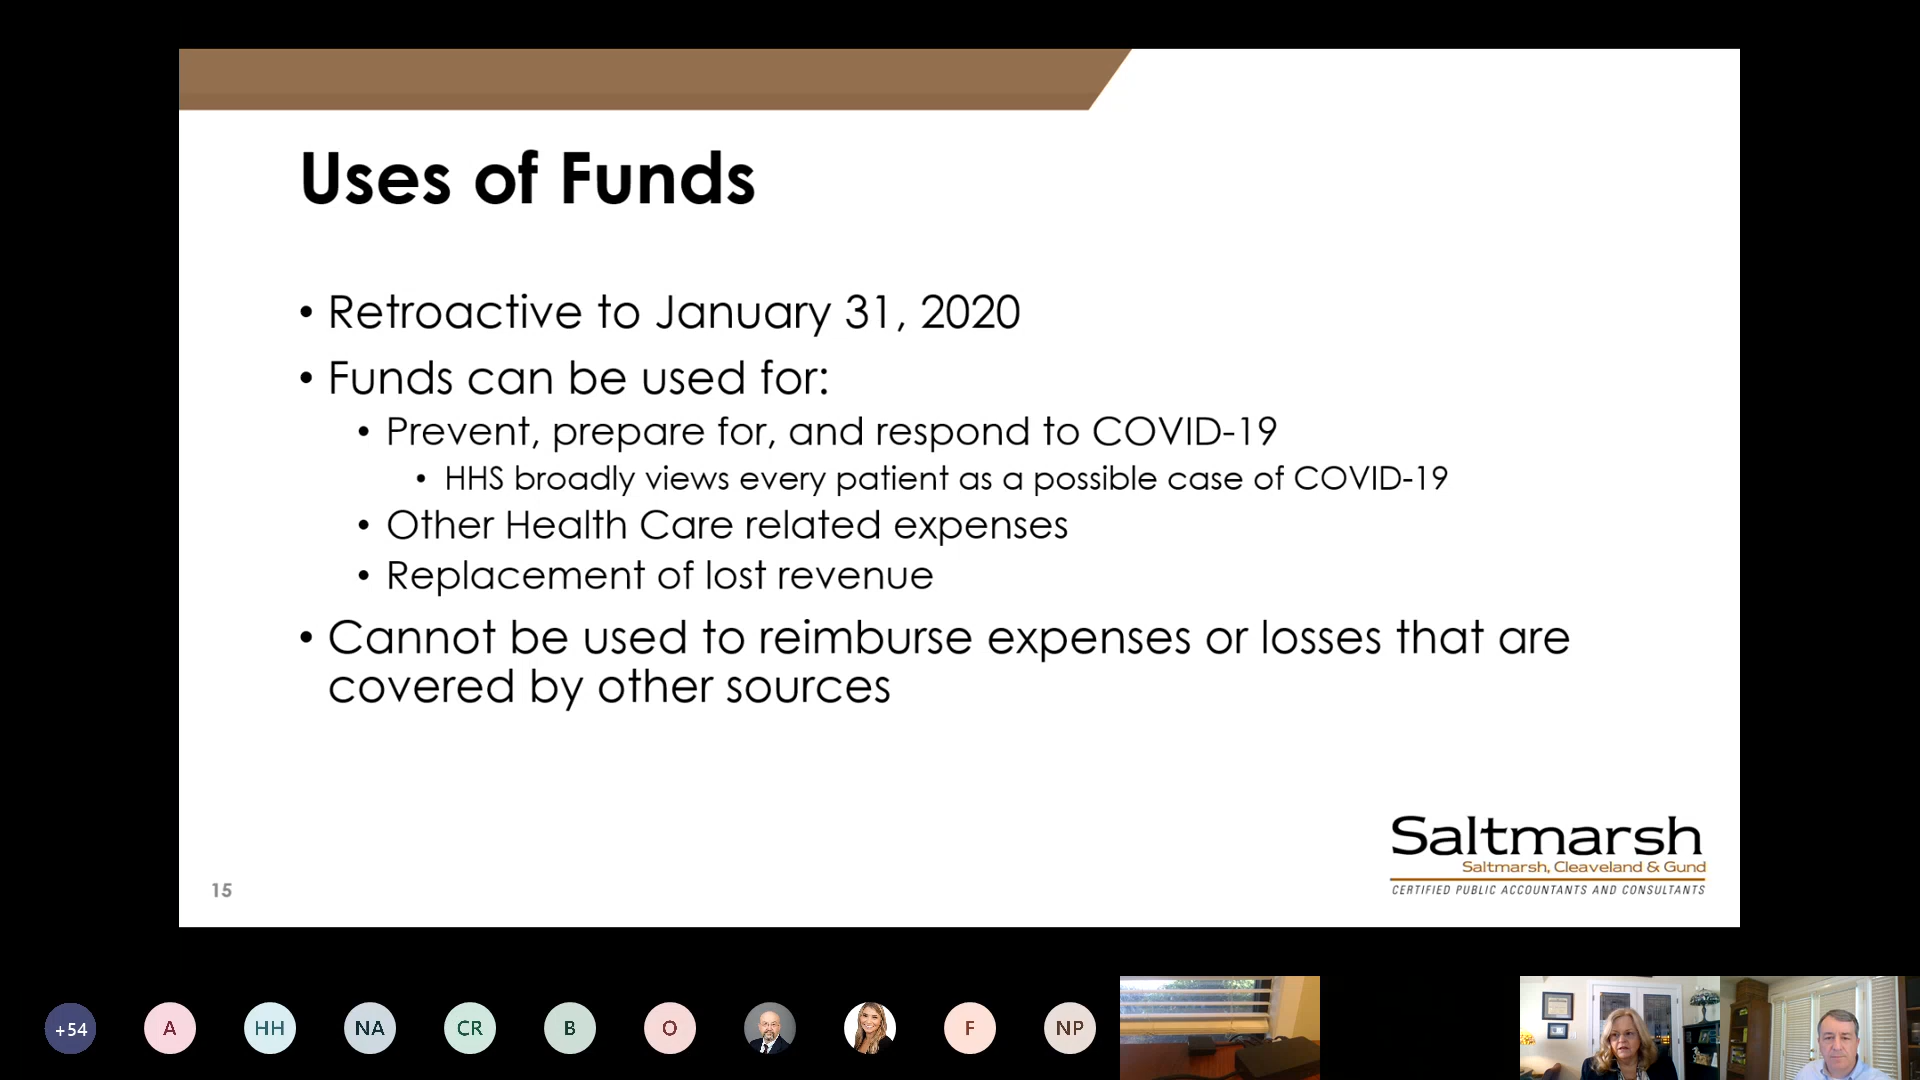 Uses of Funds
• Retroactive to January 31, 2020
• Funds can be used for:
• Prevent, prepare for, and respond to COVID-19
• HHS broadly views every patient as a possible case of COVID-19
• Other Health Care related expenses
• Replacement of lost revenue
• Cannot be used to reimburse expenses or losses that are
covered by other sources
Saltmarsh
Saltmarsh, Cleaveland & Gund
CERTIFIED PUBLIC ACCOUNTANTS AND CONSULTANTS
15
+54 A HH NA CR B O F NP